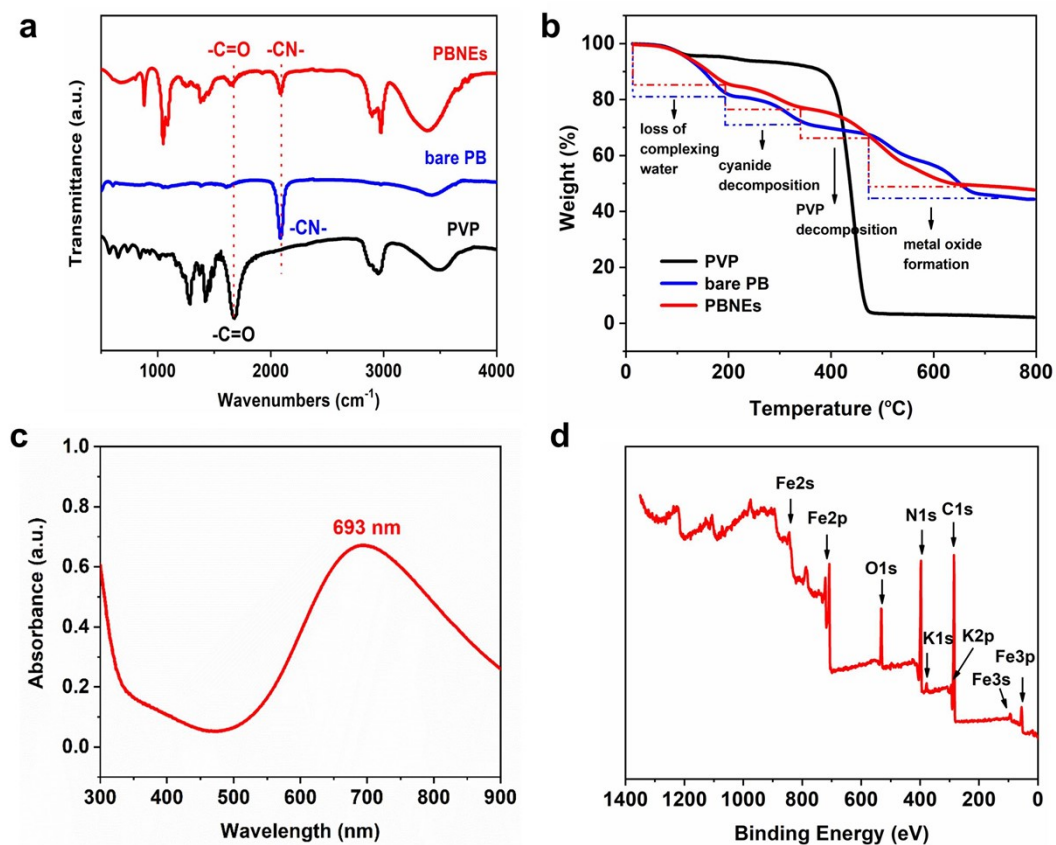 a
-C=O
-CN-
PBNEs
bare PB
-CN-
PVP
-C=O
Transmittance (a.u.)
1000
2000
3000
4000
Wavenumbers (cm⁻¹)
b
100
80
60
40
20
0
Weight (%)
loss of
complexing
water
cyanide
decomposition
PVP
decomposition
metal oxide
formation
PVP
bare PB
PBNEs
0
200
400
600
800
Temperature (°C)
c
1.0
0.8
0.6
0.4
0.2
0.0
Absorbance (a.u.)
693 nm
300
400
500
600
700
800
900
Wavelength (nm)
d
Fe2s
Fe2p
O1s
N1s
C1s
K1s
K2p
Fe3s
Fe3p
1400
1200
1000
800
600
400
200
0
Binding Energy (eV)